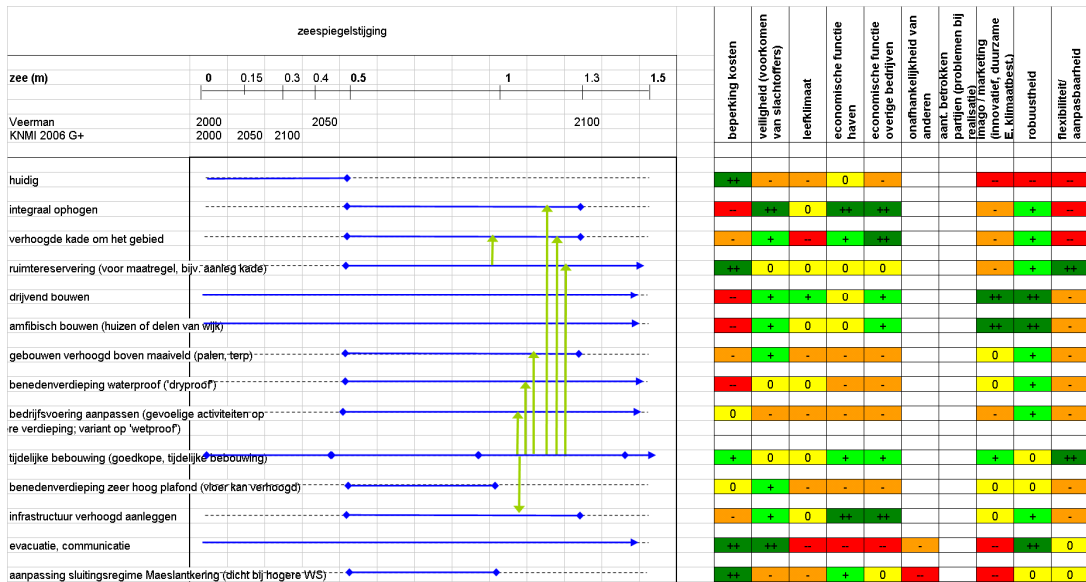 zeespiegelstijging
beperking kosten
veiligheid (voorkomen
van slachtoffers)
leefklimaat
economische functie
haven
economische functie
overige bedrijven
onafhankelijkheid van
anderen
aant. betrokken
partijen (problemen bij
realisatie)
imago / marketing
(innovatief, duurzame
E, klimaatbest.)
robuustheid
flexibiliteit/
aanpasbaarheid
zee (m) 0 0.15 0.3 0.4 0.5 1 1.3 1.5
Veerman 2000 2050 2100
KNMI 2006 G+ 2000 2050 2100
huidig ++ - - 0 - -- -- --
integraal ophogen -- ++ 0 ++ ++ - + --
verhoogde kade om het gebied - + -- + ++ - + --
ruimtereservering (voor maatregel, bijv. aanleg kade) ++ 0 0 0 0 - + ++
drijvend bouwen -- + + 0 + ++ ++ -
amfibisch bouwen (huizen of delen van wijk) -- + 0 0 + ++ ++ -
gebouwen verhoogd boven maaiveld (palen, terp) - + - - - 0 + -
benedenverdieping waterproof ('dryproof') -- 0 0 - - 0 + -
bedrijfsvoering aanpassen (gevoelige activiteiten op 0 - - - - - + -
re verdieping; variant op 'wetproof')
tijdelijke bebouwing (goedkope, tijdelijke bebouwing) + 0 0 + + + 0 ++
benedenverdieping zeer hoog plafond (vloer kan verhoogd) 0 + - - - 0 0 -
infrastructuur verhoogd aanleggen - + 0 ++ ++ 0 + -
evacuatie, communicatie ++ ++ -- -- -- - -- ++ 0
aanpassing sluitingsregime Maeslantkering (dicht bij hogere WS) ++ - - + 0 -- -- 0 0